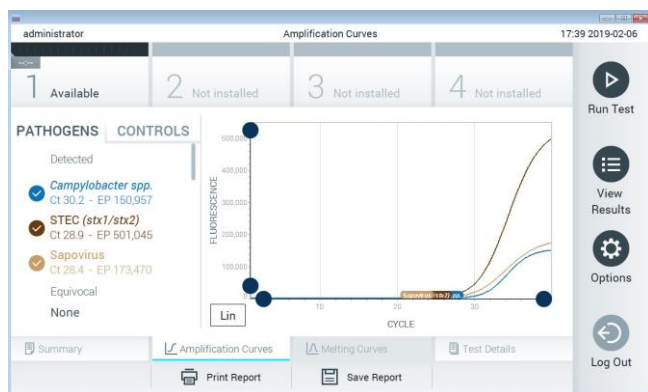 administrator
Amplification Curves
17:39 2019-02-06
--:--
1 Available
2 Not installed
3 Not installed
4 Not installed
Run Test
PATHOGENS CONTROLS
Detected
Campylobacter spp.
Ct 30.2 - EP 150,957
STEC (stx1/stx2)
Ct 28.9 - EP 501,045
Sapovirus
Ct 28.4 - EP 173,470
Equivocal
None
FLUORESCENCE
500,000
400,000
300,000
200,000
100,000
0
Sapovirus stx2) pp.
10 20 30
CYCLE
Lin
View
Results
Options
Log Out
Summary
Amplification Curves
Melting Curves
Test Details
Print Report
Save Report